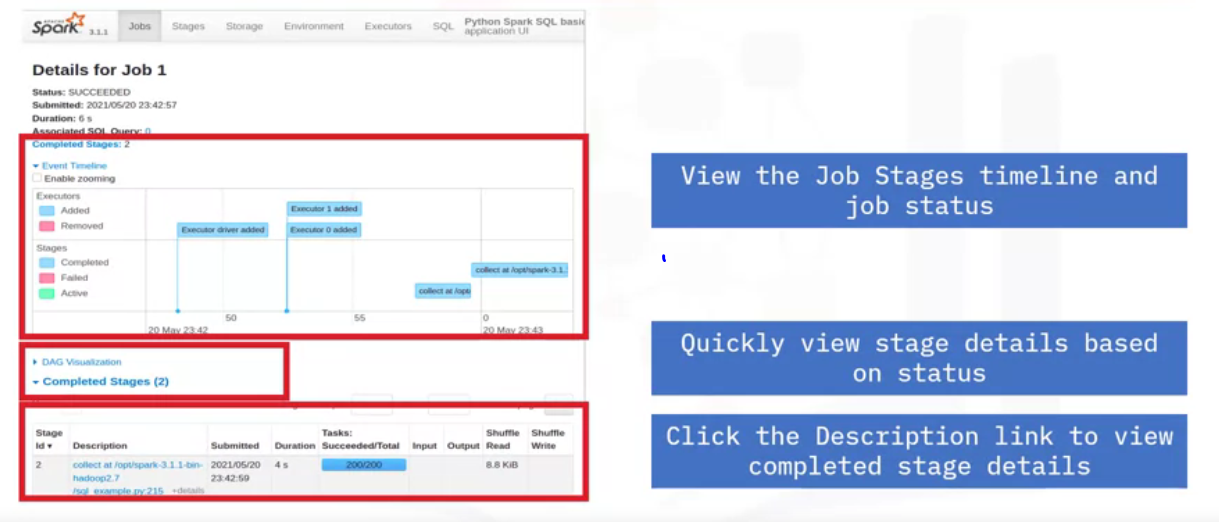 APACHE
Spark 3.1.1 Jobs Stages Storage Environment Executors SQL Python Spark SQL basic
application UI
Details for Job 1
Status: SUCCEEDED
Submitted: 2021/05/20 23:42:57
Duration: 6 s
Associated SQL Query: 0
Completed Stages: 2
Event Timeline
Enable zooming
Executors
Added
Removed
Executor driver added
Executor 1 added
Executor 0 added
Stages
Completed
Failed
Active
collect at /opt/spark-3.1.
collect at /opt/
50 55 0
20 May 23:42 20 May 23:43
DAG Visualization
Completed Stages (2)
Stage Id Description Submitted Duration Tasks: Succeeded/Total Input Output Shuffle Read Shuffle Write
2 collect at /opt/spark-3.1.1-bin- 2021/05/20 4 s 200/200 8.8 KiB
hadoop2.7 23:42:59
/sql_example.py:215 +details
View the Job Stages timeline and
job status
Quickly view stage details based
on status
Click the Description link to view
completed stage details